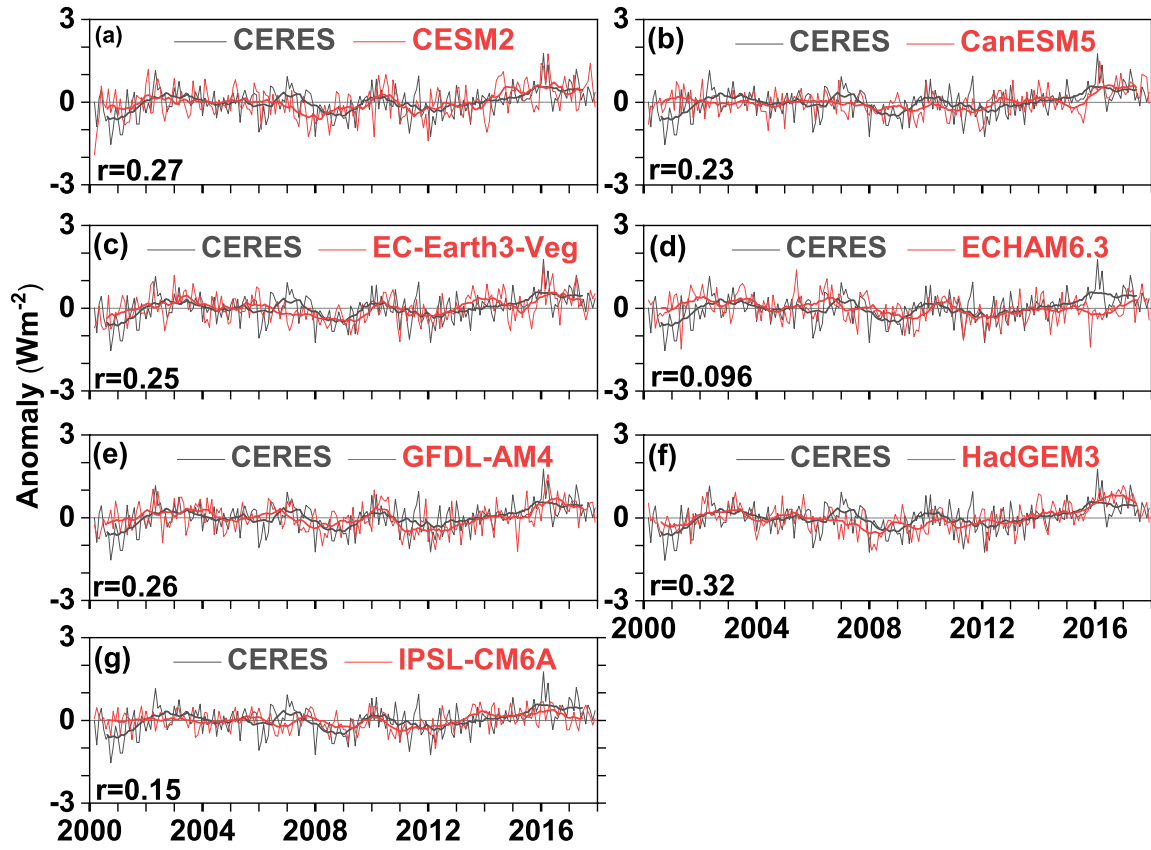 3
(a) CERES CESM2
0
-3
r=0.27
3
(b) CERES CanESM5
0
-3
r=0.23
3
(c) CERES EC-Earth3-Veg
0
-3
r=0.25
3
(d) CERES ECHAM6.3
0
-3
r=0.096
Anomaly (Wm-2)
3
(e) CERES GFDL-AM4
0
-3
r=0.26
3
(f) CERES HadGEM3
0
-3
r=0.32
2000 2004 2008 2012 2016
3
(g) CERES IPSL-CM6A
0
-3
r=0.15
2000 2004 2008 2012 2016